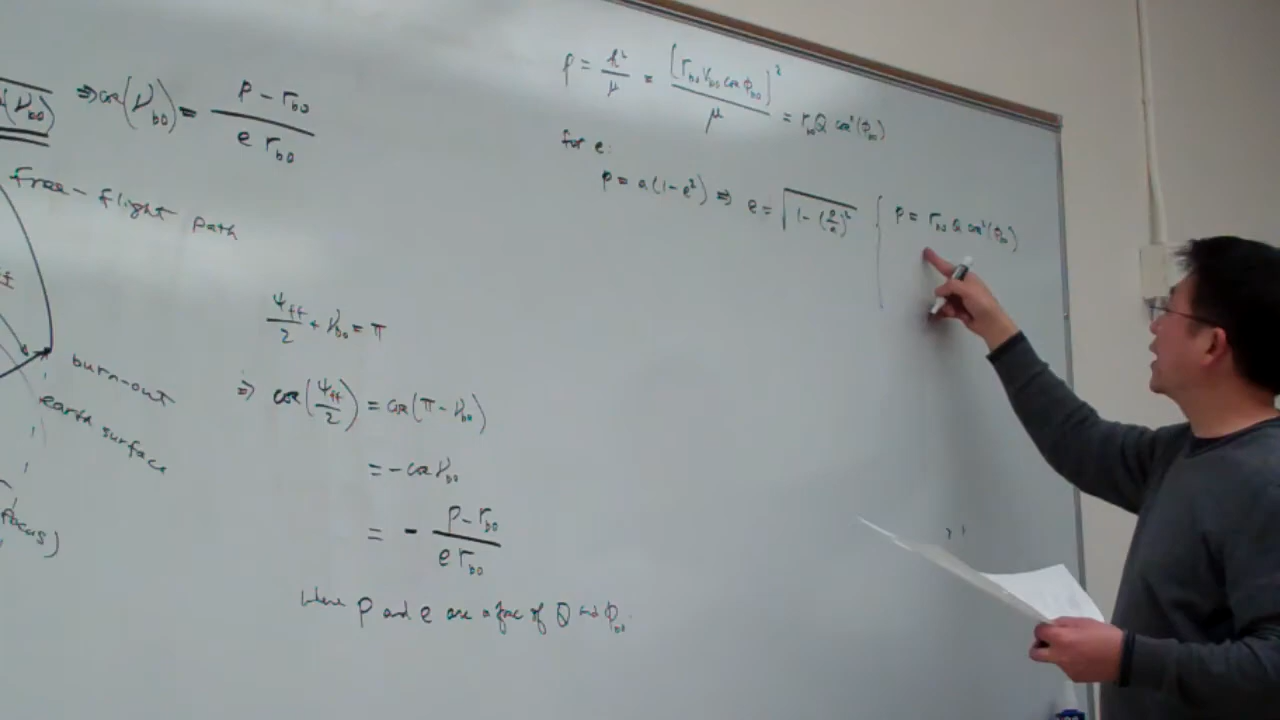 (ν_bo) ⇒ cos(ν_bo) = (p - r_bo) / (e r_bo)
free-flight path
burn-out
earth surface
focus)
Ψ_ff/2 + ν_bo = π
⇒ cos(Ψ_ff/2) = cos(π - ν_bo)
= - cos ν_bo
= - (p - r_bo) / (e r_bo)
where p and e are a func of Q and ϕ_bo.
p = h²/μ = [r_bo V_bo cos ϕ_bo]²/μ = r_bo Q cos²(ϕ_bo)
for e:
p = a(1-e²) ⇒ e = √(1-(p/a)²) { p = r_bo Q cos²(ϕ_bo)